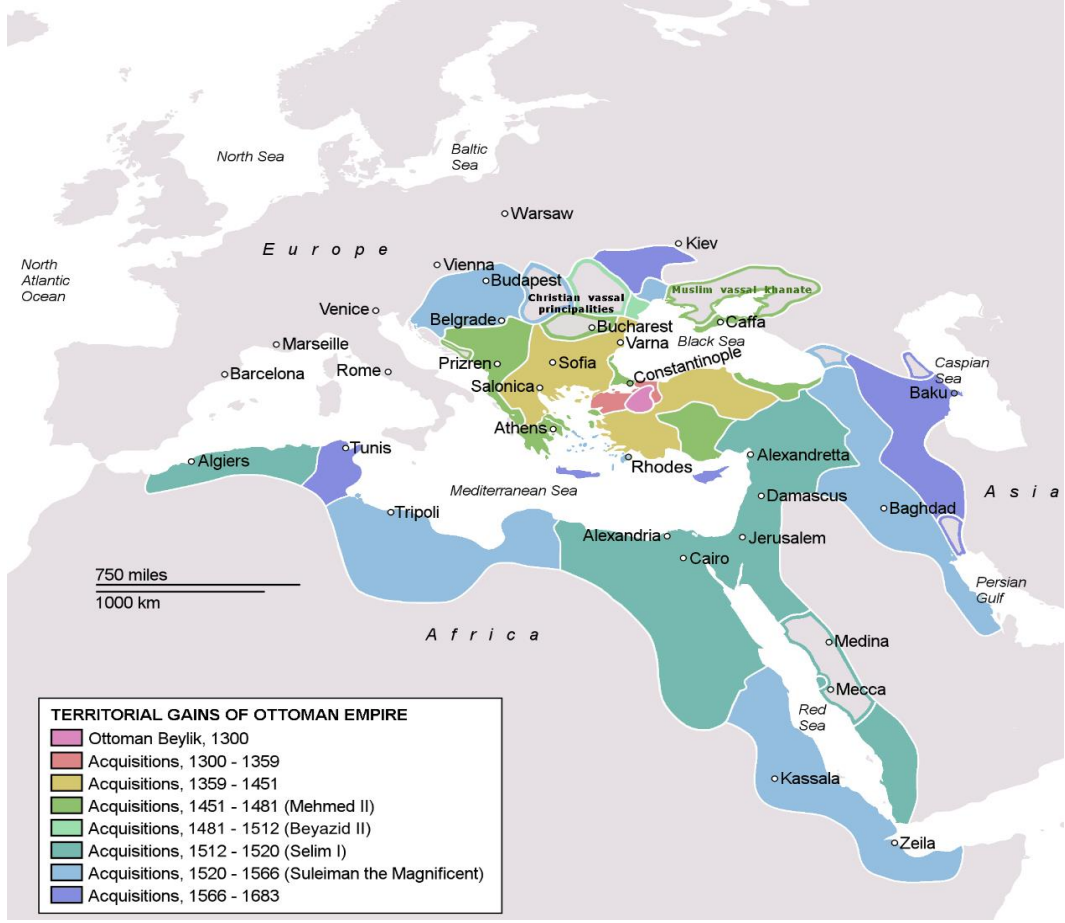 North Sea
Baltic
Sea
Warsaw
Europe
Kiev
North
Atlantic
Ocean
Vienna
Budapest
Muslim vassal khanate
Christian vassal
principalities
Venice
Belgrade
Bucharest
Caffa
Black Sea
Varna
Marseille
Prizren
Sofia
Constantinople
Caspian
Sea
Barcelona
Rome
Salonica
Baku
Athens
Tunis
Algiers
Rhodes
Alexandretta
Mediterranean Sea
Damascus
Asia
Tripoli
Baghdad
Alexandria
Jerusalem
Cairo
750 miles
1000 km
Persian
Gulf
Africa
Medina
Mecca
Red
Sea
Kassala
Zeila
TERRITORIAL GAINS OF OTTOMAN EMPIRE
Ottoman Beylik, 1300
Acquisitions, 1300 - 1359
Acquisitions, 1359 - 1451
Acquisitions, 1451 - 1481 (Mehmed II)
Acquisitions, 1481 - 1512 (Beyazid II)
Acquisitions, 1512 - 1520 (Selim I)
Acquisitions, 1520 - 1566 (Suleiman the Magnificent)
Acquisitions, 1566 - 1683